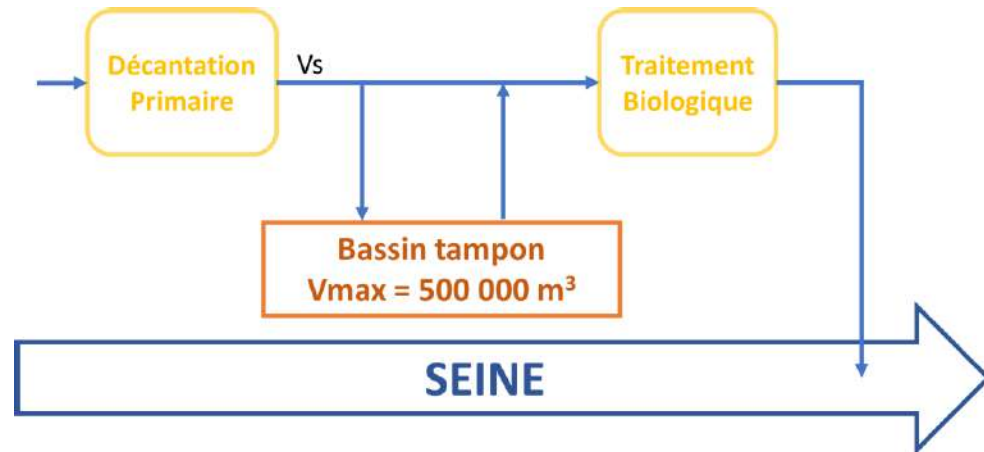 Décantation
Primaire
Vs
Traitement
Biologique
Bassin tampon
Vmax = 500 000 m³
SEINE